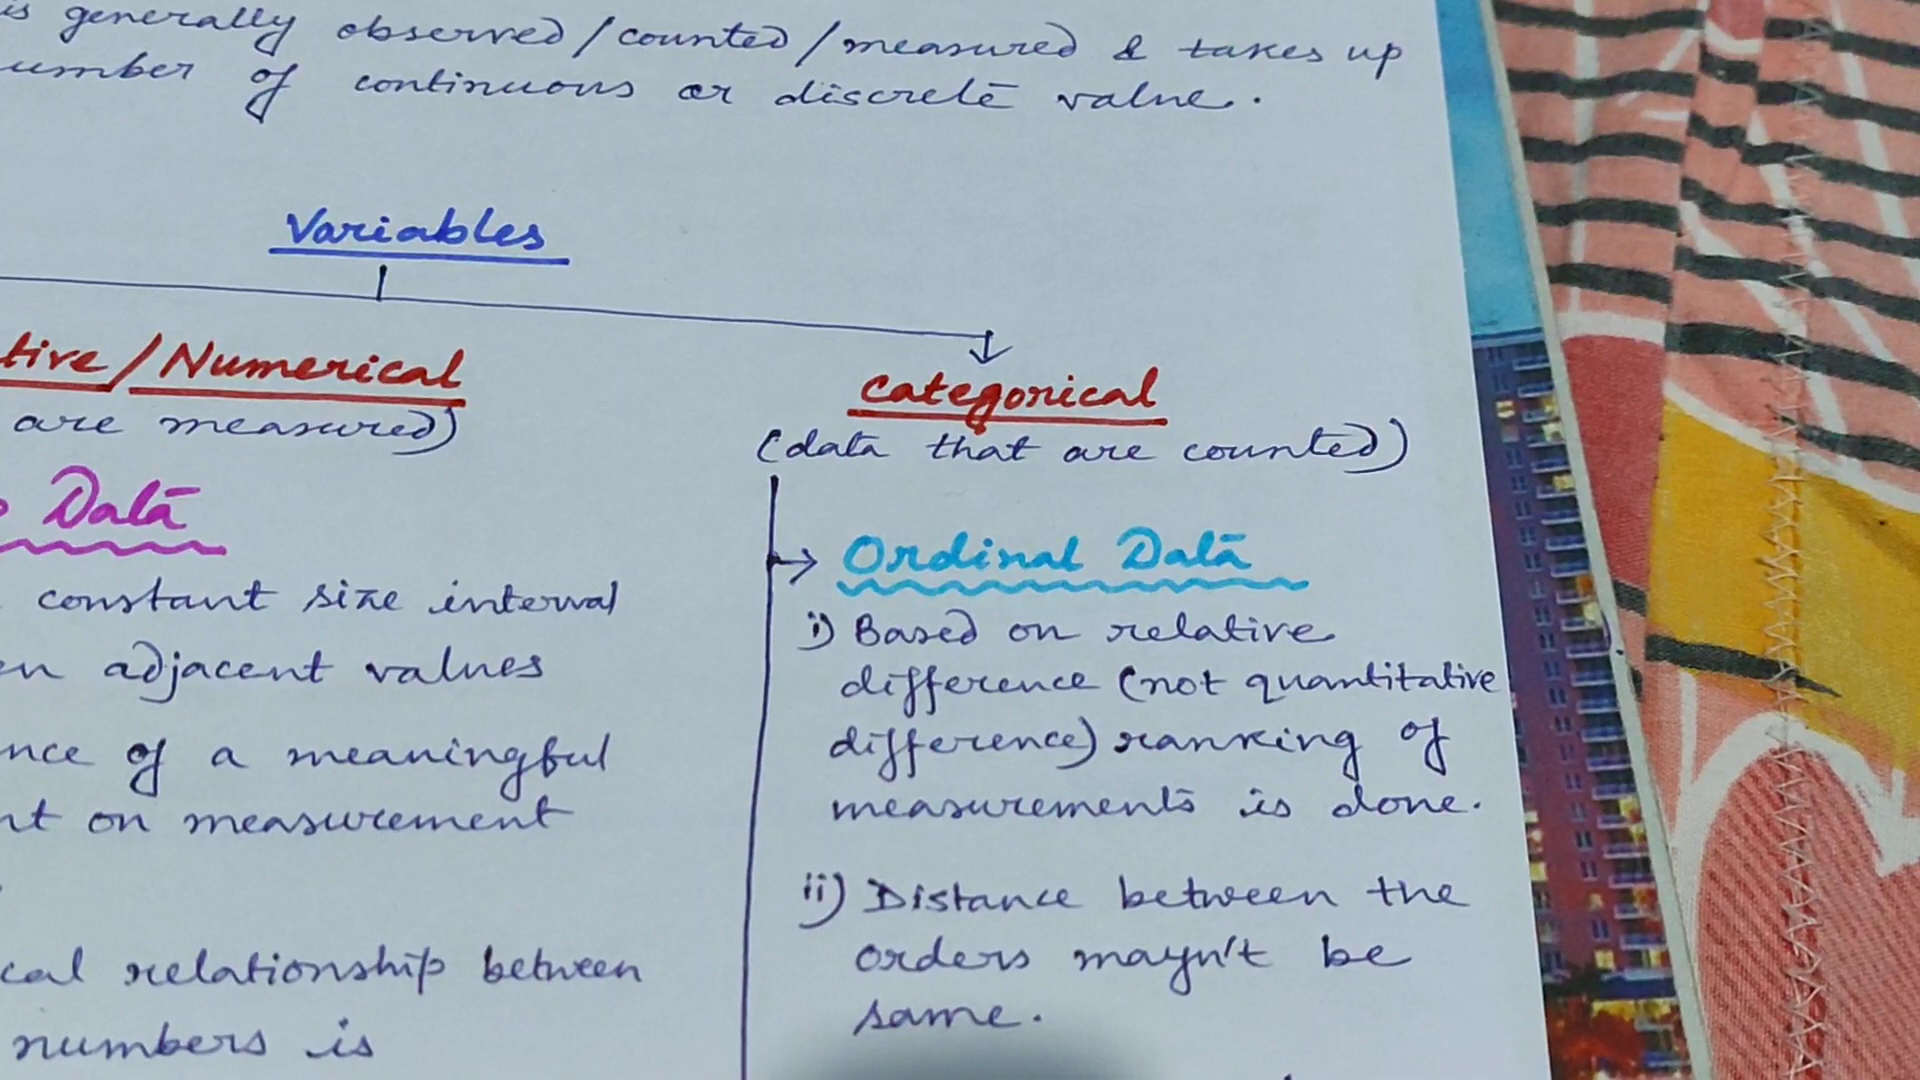 is generally observed/counted/measured & takes up
number of continuous or discrete value.
Variables
tive/Numerical
are measured)
Data
constant size interval
en adjacent values
nce of a meaningful
nt on measurement
cal relationship between
numbers is
Categorical
(data that are counted)
→ Ordinal Data
i) Based on relative
difference (not quantitative
difference) ranking of
measurements is done.
ii) Distance between the
orders mayn't be
same.